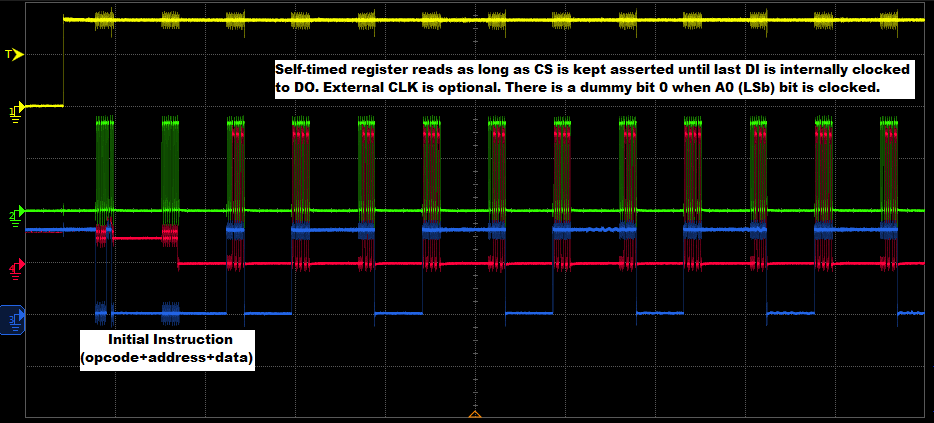 T
Self-timed register reads as long as CS is kept asserted until last DI is internally clocked
to DO. External CLK is optional. There is a dummy bit 0 when A0 (LSb) bit is clocked.
1
2
4
3
Initial Instruction
(opcode+address+data)